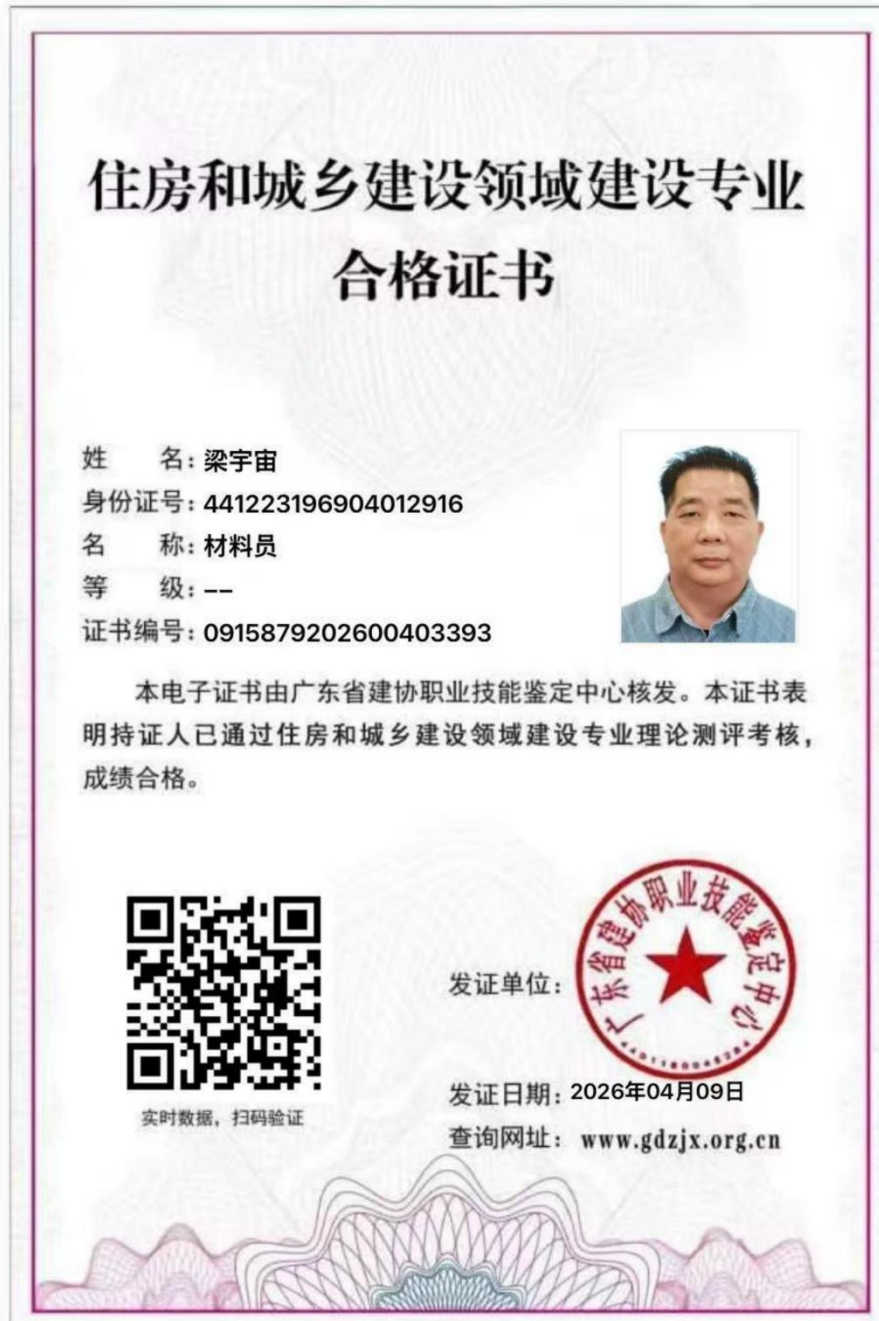 住房和城乡建设领域建设专业
合格证书
姓 名：梁宇宙
身份证号：441223196904012916
名 称：材料员
等 级：--
证书编号：0915879202600403393
本电子证书由广东省建协职业技能鉴定中心核发。本证书表
明持证人已通过住房和城乡建设领域建设专业理论测评考核，
成绩合格。
实时数据，扫码验证
发证单位：
广东省建协职业技能鉴定中心
发证日期：2026年04月09日
查询网址：www.gdzjx.org.cn